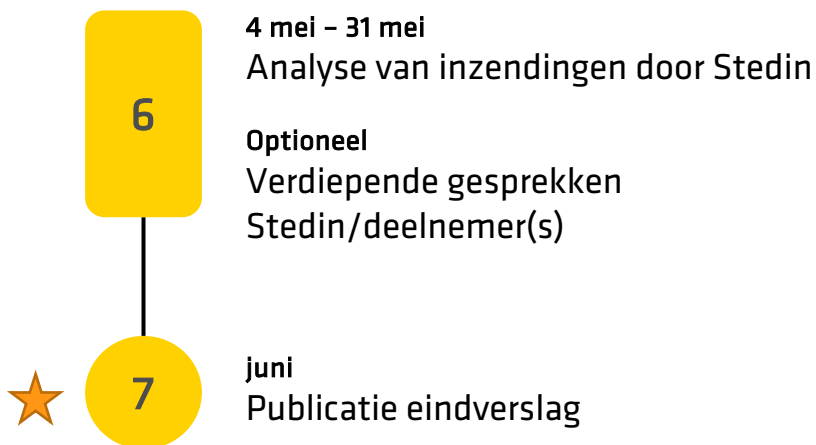 6
4 mei – 31 mei
Analyse van inzendingen door Stedin
Optioneel
Verdiepende gesprekken
Stedin/deelnemer(s)
7
juni
Publicatie eindverslag